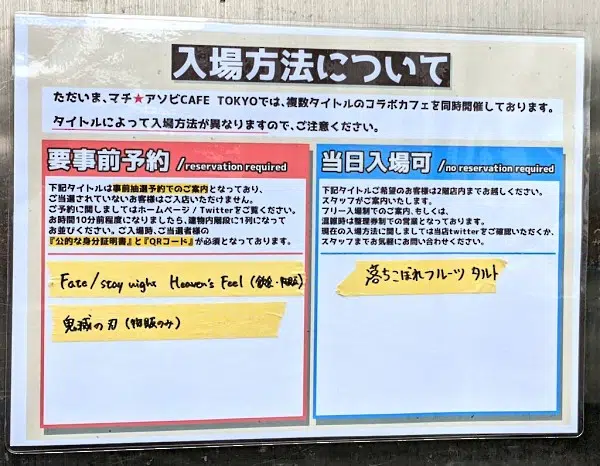 入場方法について
ただいま、マチ★アソビCAFE TOKYOでは、複数タイトルのコラボカフェを同時開催しております。
タイトルによって入場方法が異なりますので、ご注意ください。
要事前予約 /reservation required
下記タイトルは事前抽選予約でのご案内となっており、
ご当選されていないお客様はご入店いただけません。
ご予約に関しましてはホームページ/Twitterをご覧ください。
お時間10分前程度になりましたら、建物内階段に1列になって
お並びください。ご入場時、ご当選者様の
『公的な身分証明書』と『QRコード』が必須となっております。
Fate/stay night Heaven's Feel (飲食・物販)
鬼滅の刃 (物販のみ)
当日入場可 /no reservation required
下記タイトルご希望のお客様は2階店内までお越しください。
スタッフがご案内いたします。
フリー入場制でのご案内、もしくは、
混雑時は整理券制での営業となっております。
現在の入場方法に関しましては当店twitterをご確認いただくか、
スタッフまでお気軽にお問い合わせください。
落ちこぼれフルーツタルト